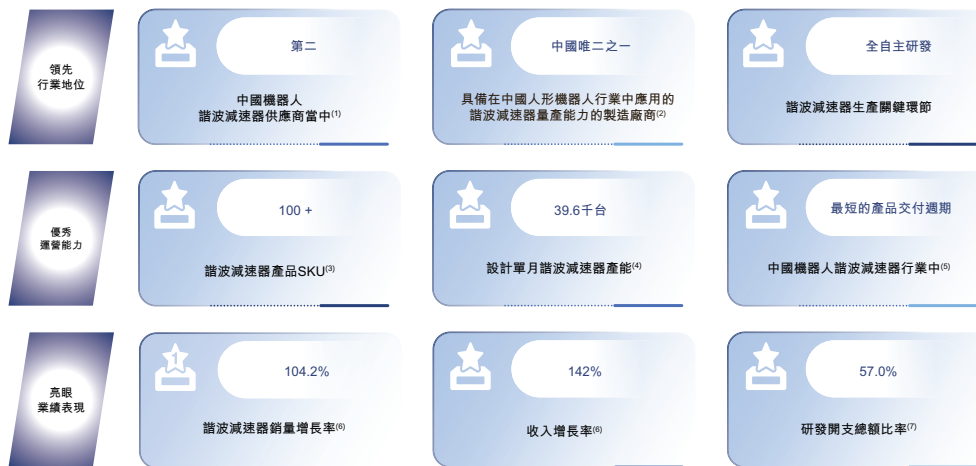 領先
行業地位
第二
中國機器人
諧波減速器供應商當中(1)
中國唯二之一
具備在中國人形機器人行業中應用的
諧波減速器量產能力的製造廠商(2)
全自主研發
諧波減速器生產關鍵環節
優秀
運營能力
100 +
諧波減速器產品SKU(3)
39.6千台
設計單月諧波減速器產能(4)
最短的產品交付週期
中國機器人諧波減速器行業中(5)
亮眼
業績表現
1
104.2%
諧波減速器銷量增長率(6)
142%
收入增長率(6)
57.0%
研發開支總額比率(7)